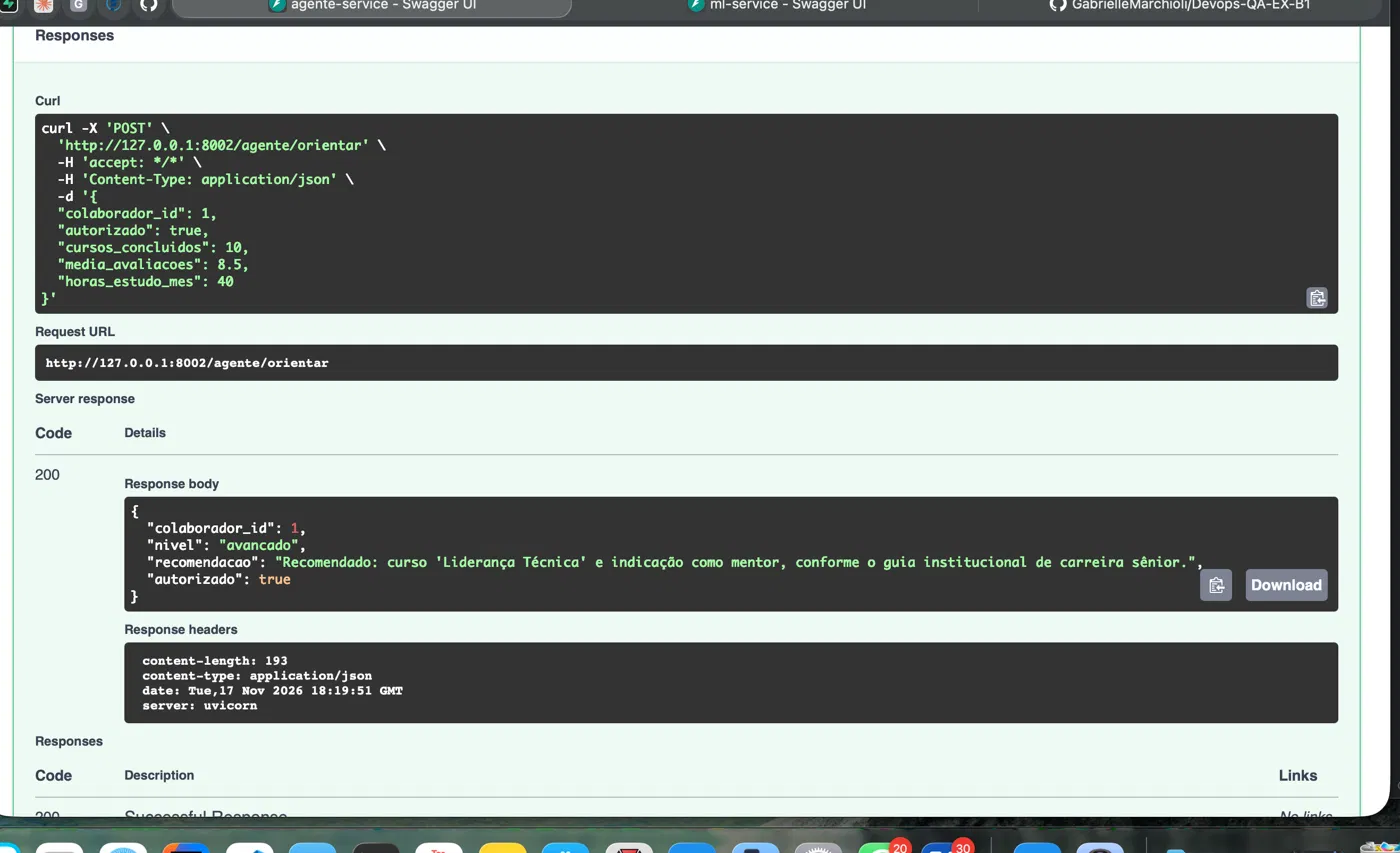 agente-service - Swagger UI
ml-service - Swagger UI
GabrielleMarchioli/Devops-QA-EX-B1
Responses
Curl
curl -X 'POST' \
'http://127.0.0.1:8002/agente/orientar' \
-H 'accept: */*' \
-H 'Content-Type: application/json' \
-d '{
"colaborador_id": 1,
"autorizado": true,
"cursos_concluidos": 10,
"media_avaliacoes": 8.5,
"horas_estudo_mes": 40
}'
Request URL
http://127.0.0.1:8002/agente/orientar
Server response
Code Details
200
Response body
{
"colaborador_id": 1,
"nivel": "avancado",
"recomendacao": "Recomendado: curso 'Liderança Técnica' e indicação como mentor, conforme o guia institucional de carreira sênior.",
"autorizado": true
}
Download
Response headers
content-length: 193
content-type: application/json
date: Tue,17 Nov 2026 18:19:51 GMT
server: uvicorn
Responses
Code Description Links
200 Successful Response No links
20 30